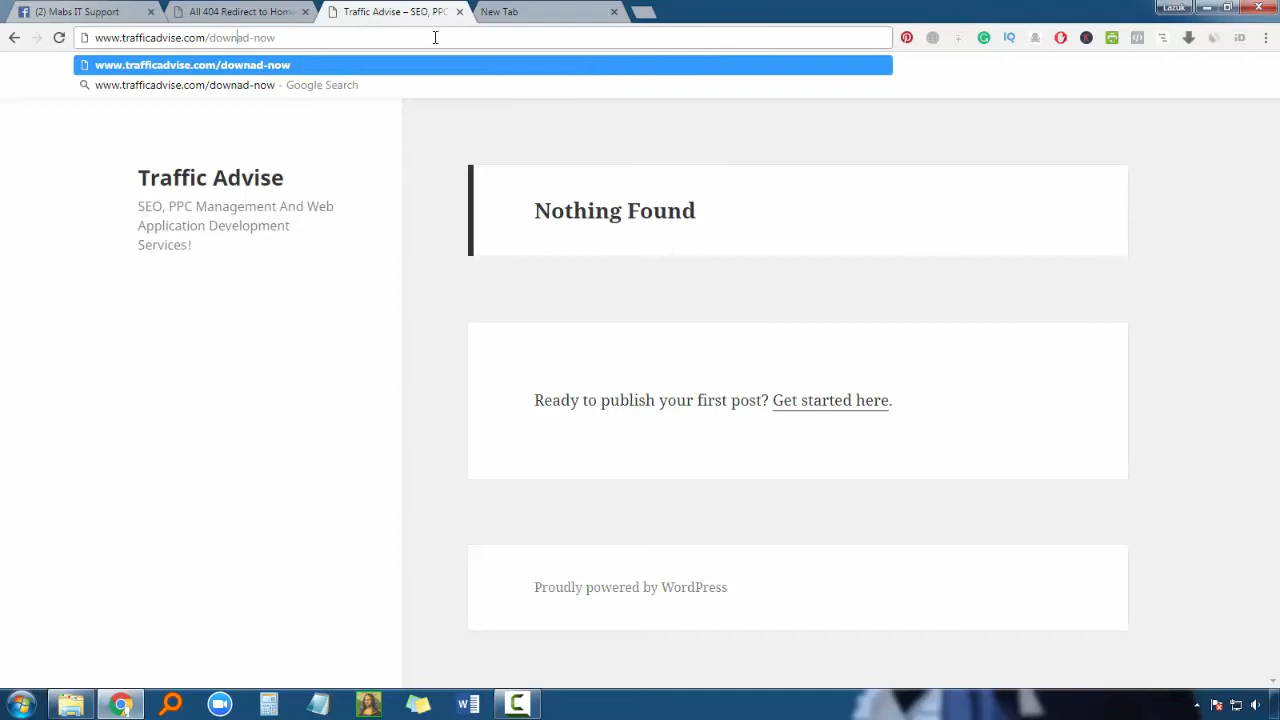 (2) Mabs IT Support
All 404 Redirect to Home
Traffic Advise – SEO, PPC
New Tab
Lazuk
www.trafficadvise.com/downad-now
www.trafficadvise.com/downad-now
www.trafficadvise.com/downad-now - Google Search
Traffic Advise
SEO, PPC Management And Web
Application Development
Services!
Nothing Found
Ready to publish your first post? Get started here.
Proudly powered by WordPress